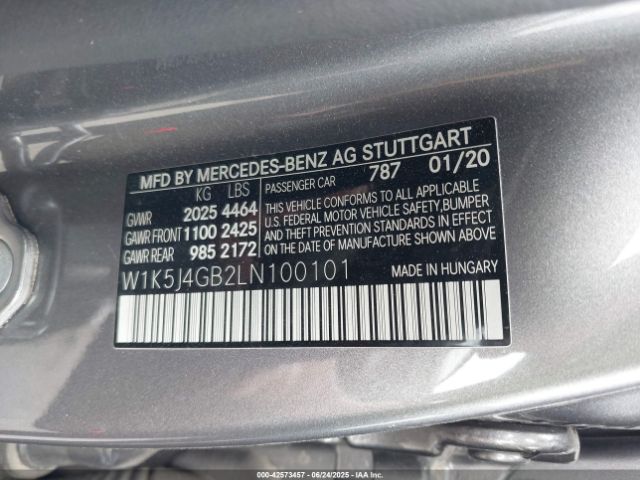 MFD BY MERCEDES-BENZ AG STUTTGART
KG LBS PASSENGER CAR 787 01/20
GVWR 2025 4464
GAWR FRONT 1100 2425
GAWR REAR 985 2172
THIS VEHICLE CONFORMS TO ALL APPLICABLE
U.S. FEDERAL MOTOR VEHICLE SAFETY, BUMPER
AND THEFT PREVENTION STANDARDS IN EFFECT
ON THE DATE OF MANUFACTURE SHOWN ABOVE.
W1K5J4GB2LN100101 MADE IN HUNGARY
000-42573457 - 06/24/2025 - IAAI.COM